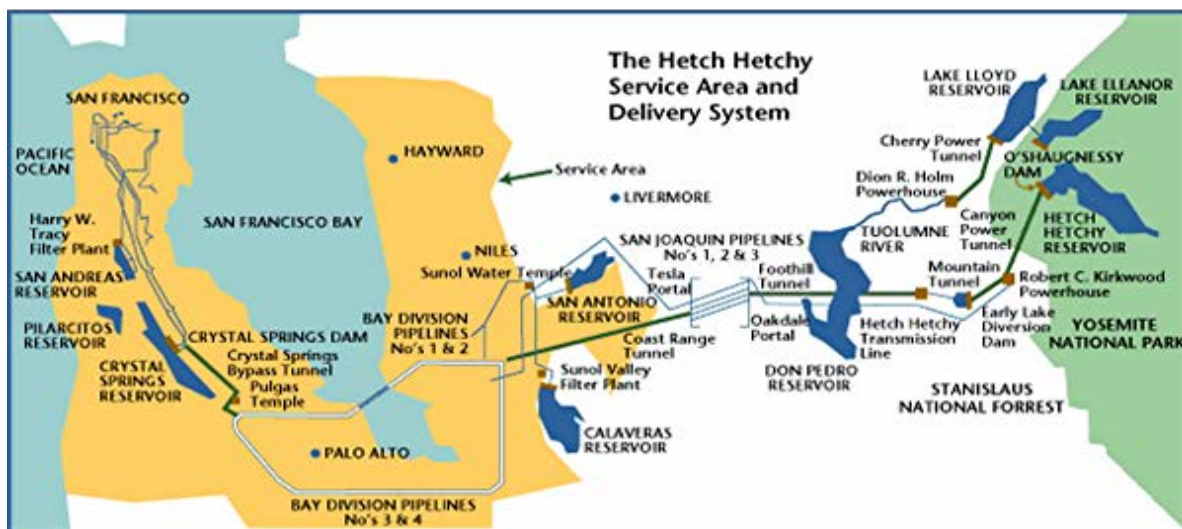 The Hetch Hetchy
Service Area and
Delivery System
SAN FRANCISCO
PACIFIC
OCEAN
HAYWARD
Service Area
LIVERMORE
SAN FRANCISCO BAY
Harry W.
Tracy
Filter Plant
SAN ANDREAS
RESERVOIR
PILARCITOS
RESERVOIR
CRYSTAL
SPRINGS
RESERVOIR
CRYSTAL SPRINGS DAM
Crystal Springs
Bypass Tunnel
Pulgas
Temple
PALO ALTO
BAY DIVISION PIPELINES
No's 3 & 4
NILES
Sunol Water Temple
BAY DIVISION
PIPELINES
No's 1 & 2
SAN ANTONIO
RESERVOIR
Sunol Valley
Filter Plant
CALAVERAS
RESERVOIR
SAN JOAQUIN PIPELINES
No's 1, 2 & 3
Tesla
Portal
Coast Range
Tunnel
Foothill
Tunnel
Oakdale
Portal
DON PEDRO
RESERVOIR
Hetch Hetchy
Transmission
Line
LAKE LLOYD
RESERVOIR
LAKE ELEANOR
RESERVOIR
Cherry Power
Tunnel
O'SHAUGNESSY
DAM
Dion R. Holm
Powerhouse
TUOLUMNE
RIVER
Canyon
Power
Tunnel
HETCH
HETCHY
RESERVOIR
Mountain
Tunnel
Robert C. Kirkwood
Powerhouse
Early Lake
Diversion
Dam
YOSEMITE
NATIONAL PARK
STANISLAUS
NATIONAL FORREST